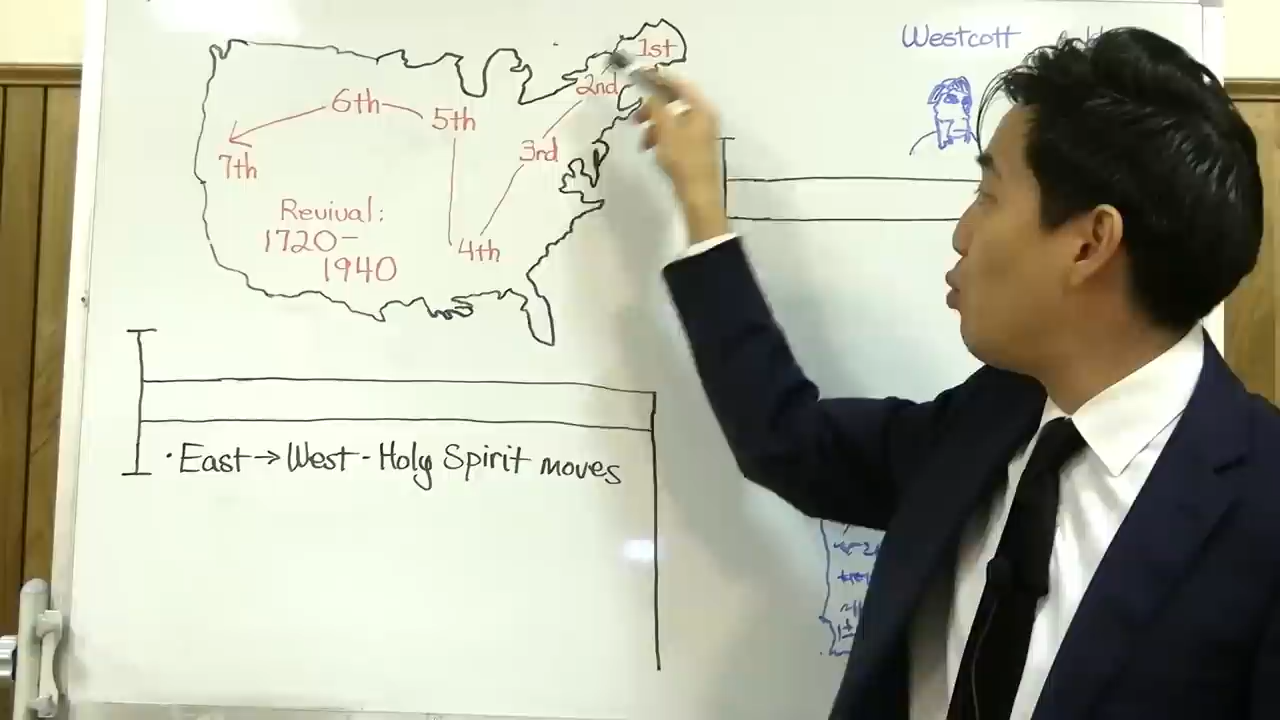 1st
2nd
3rd
4th
5th
6th
7th
Revival:
1720-
1940
· East → West - Holy Spirit moves
Westcott